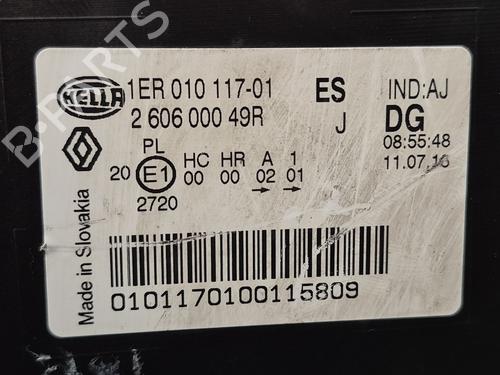 HELLA
1ER 010 117-01 ES IND:AJ
2 606 000 49R J DG
08:55:48
PL 11.07.16
20 E1 HC HR A 1
00 00 02 01
2720
Made in Slovakia
0101170100115809
B-PARTS